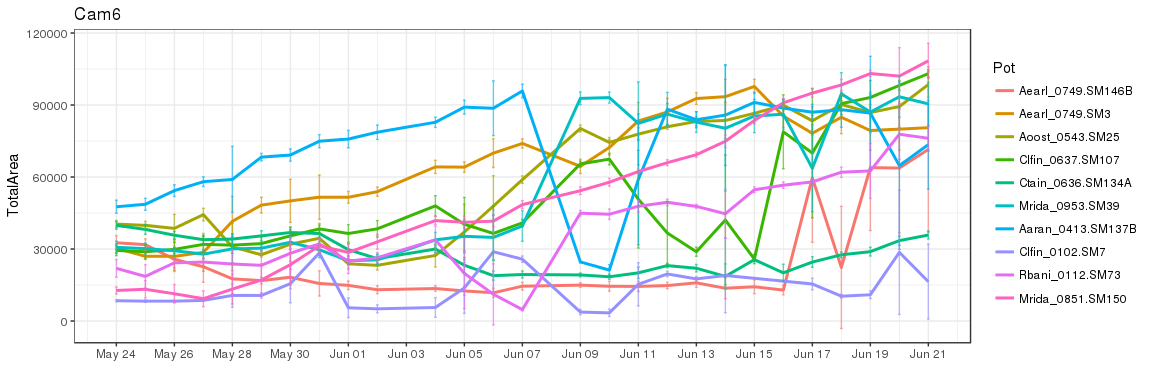 Cam6
TotalArea
120000
90000
60000
30000
0
May 24 May 26 May 28 May 30 Jun 01 Jun 03 Jun 05 Jun 07 Jun 09 Jun 11 Jun 13 Jun 15 Jun 17 Jun 19 Jun 21
Pot
Aearl_0749.SM146B
Aearl_0749.SM3
Aoost_0543.SM25
Clfin_0637.SM107
Ctain_0636.SM134A
Mrida_0953.SM39
Aaran_0413.SM137B
Clfin_0102.SM7
Rbani_0112.SM73
Mrida_0851.SM150